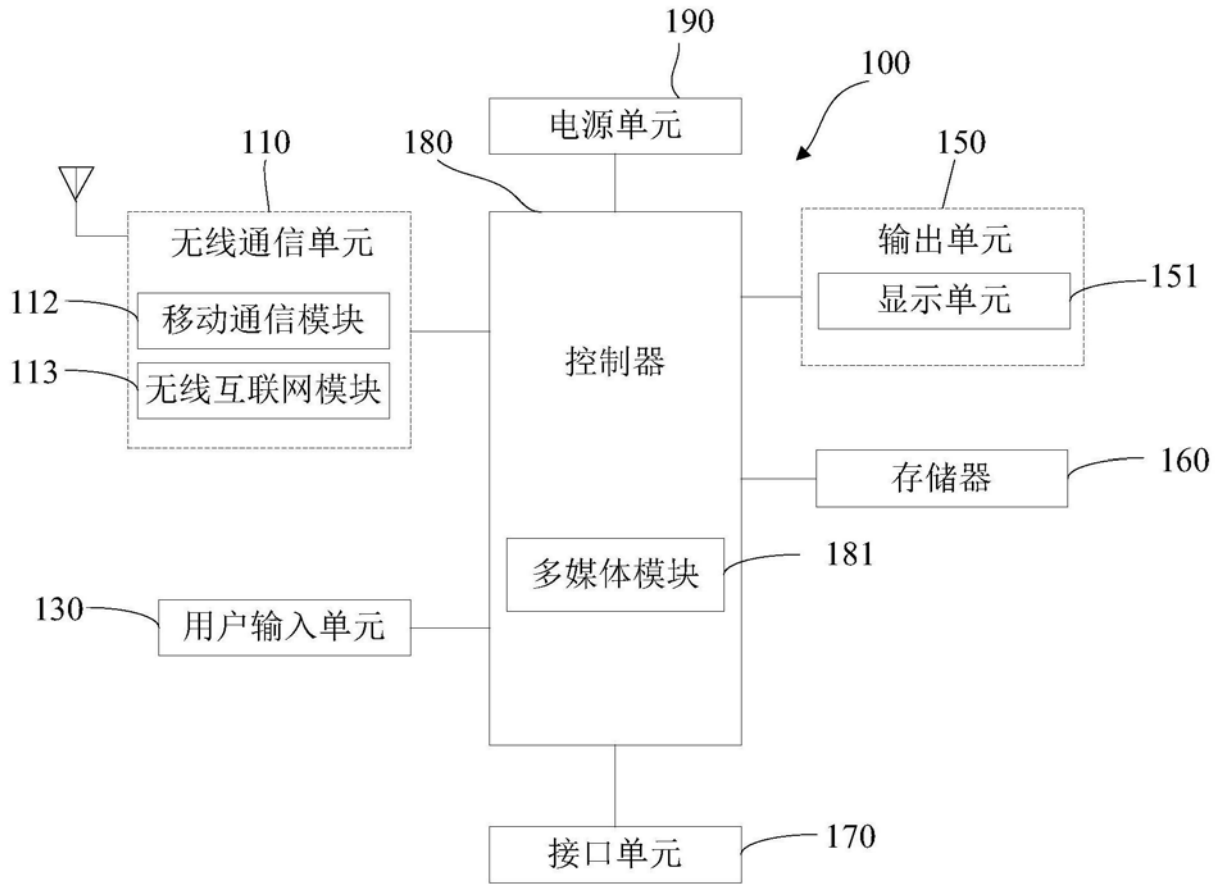 190
100
电源单元
110
180
150
无线通信单元
输出单元
112
移动通信模块
显示单元
151
113
无线互联网模块
控制器
存储器
160
多媒体模块
181
130
用户输入单元
接口单元
170